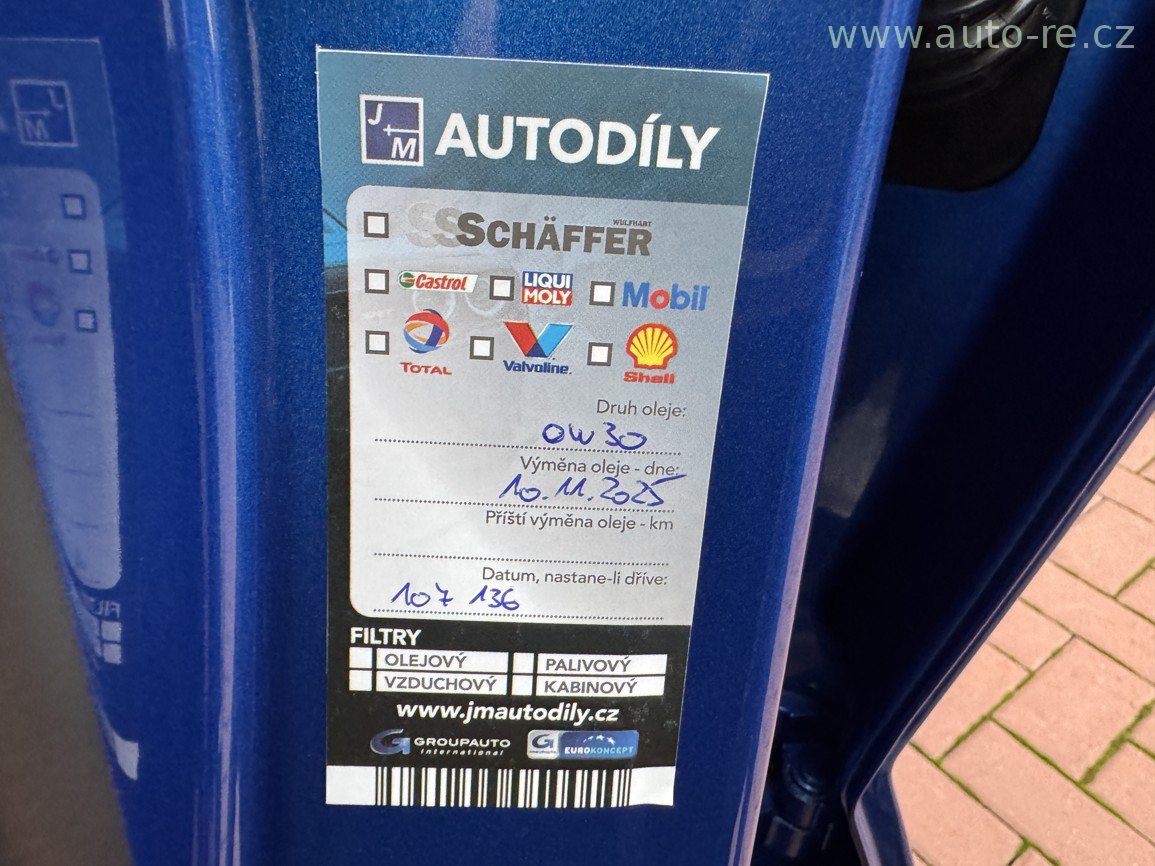 www.auto-re.cz
J+M AUTODÍLY
WULFHART
SCHÄFFER
Castrol LIQUI MOLY Mobil
TOTAL Valvoline. Shell
Druh oleje:
0W30
Výměna oleje - dne:
10.11.2025
Příští výměna oleje - km
Datum, nastane-li dříve:
107 136
FILTRY
OLEJOVÝ PALIVOVÝ
VZDUCHOVÝ KABINOVÝ
www.jmautodily.cz
G GROUPAUTO international G EUROKONCEPT